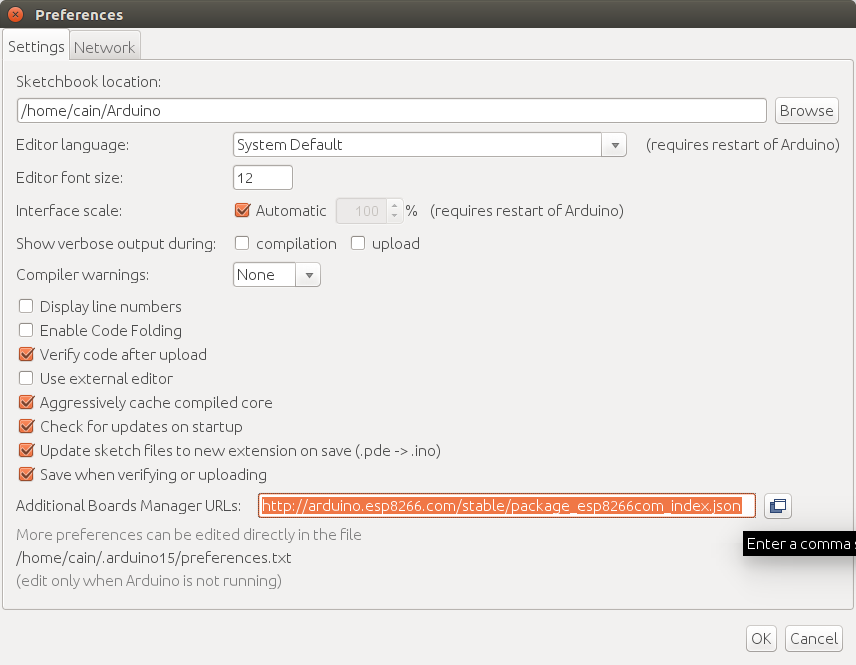 Preferences
Settings Network
Sketchbook location:
/home/cain/Arduino Browse
Editor language: System Default (requires restart of Arduino)
Editor font size: 12
Interface scale: Automatic 100 % (requires restart of Arduino)
Show verbose output during: compilation upload
Compiler warnings: None
Display line numbers
Enable Code Folding
Verify code after upload
Use external editor
Aggressively cache compiled core
Check for updates on startup
Update sketch files to new extension on save (.pde -> .ino)
Save when verifying or uploading
Additional Boards Manager URLs: http://arduino.esp8266.com/stable/package_esp8266com_index.json
More preferences can be edited directly in the file
Enter a comma
/home/cain/.arduino15/preferences.txt
(edit only when Arduino is not running)
OK Cancel